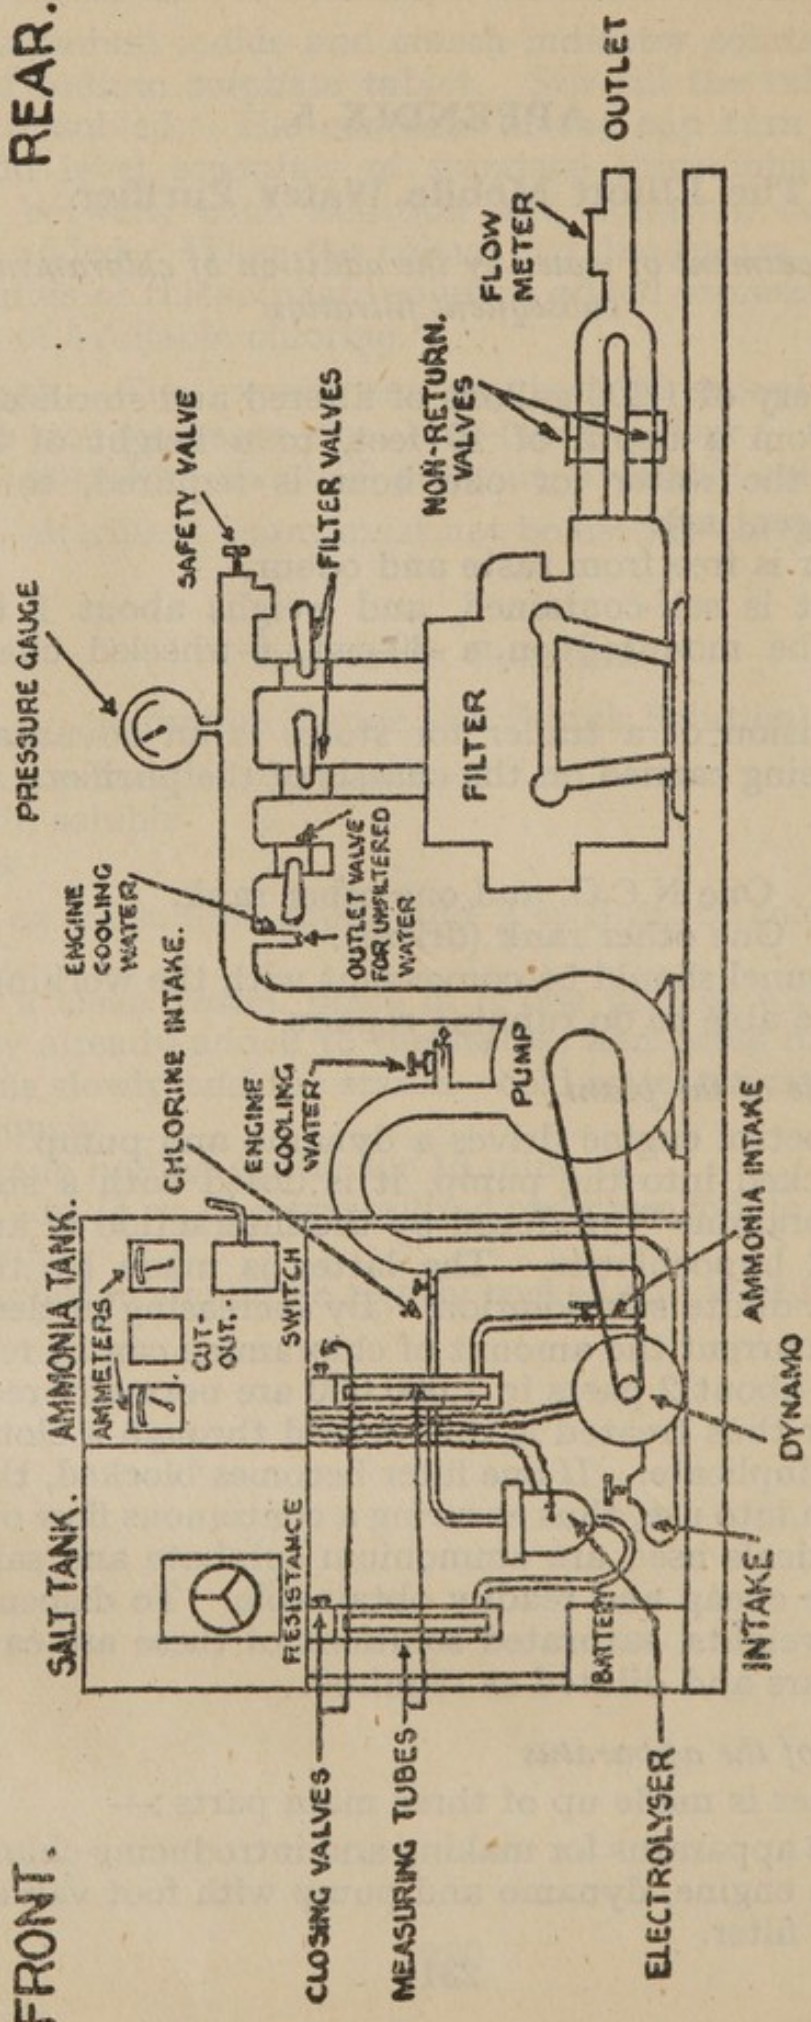 FRONT.
REAR.
SALT TANK.
AMMONIA TANK.
AMMETERS
CUT-
OUT.
SWITCH
RESISTANCE
CHLORINE INTAKE.
ENGINE
COOLING
WATER
ENGINE
COOLING
WATER
PRESSURE GAUGE
SAFETY VALVE
FILTER VALVES
OUTLET VALVE
FOR UNFILTERED
WATER
NON-RETURN.
VALVES
FLOW
METER
OUTLET
FILTER
PUMP
CLOSING VALVES
MEASURING TUBES
ELECTROLYSER
BATTERY
INTAKE
DYNAMO
AMMONIA INTAKE